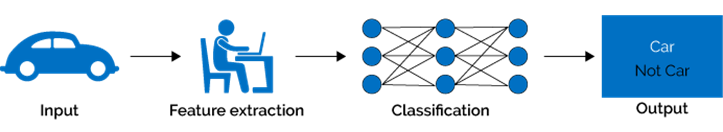 Car
Not Car
Input
Feature extraction
Classification
Output